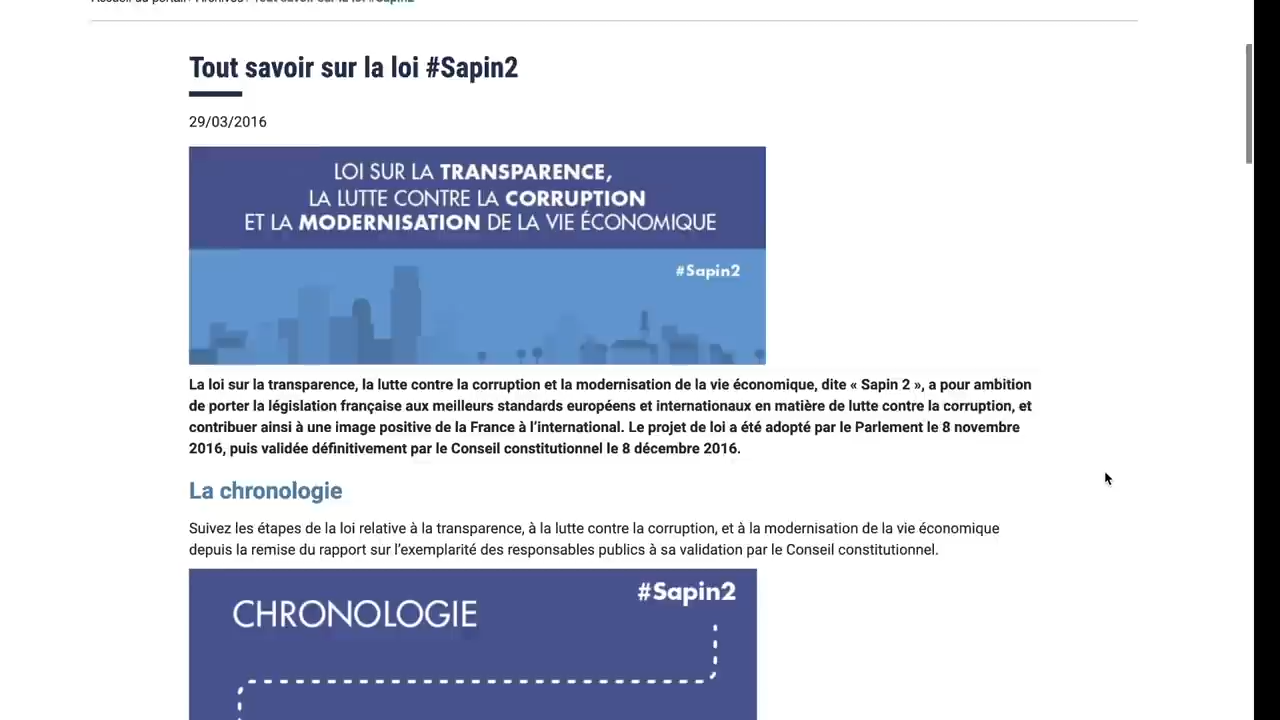 Tout savoir sur la loi #Sapin2
29/03/2016
LOI SUR LA TRANSPARENCE,
LA LUTTE CONTRE LA CORRUPTION
ET LA MODERNISATION DE LA VIE ÉCONOMIQUE
#Sapin2
La loi sur la transparence, la lutte contre la corruption et la modernisation de la vie économique, dite « Sapin 2 », a pour ambition
de porter la législation française aux meilleurs standards européens et internationaux en matière de lutte contre la corruption, et
contribuer ainsi à une image positive de la France à l’international. Le projet de loi a été adopté par le Parlement le 8 novembre
2016, puis validée définitivement par le Conseil constitutionnel le 8 décembre 2016.
La chronologie
Suivez les étapes de la loi relative à la transparence, à la lutte contre la corruption, et à la modernisation de la vie économique
depuis la remise du rapport sur l’exemplarité des responsables publics à sa validation par le Conseil constitutionnel.
#Sapin2
CHRONOLOGIE